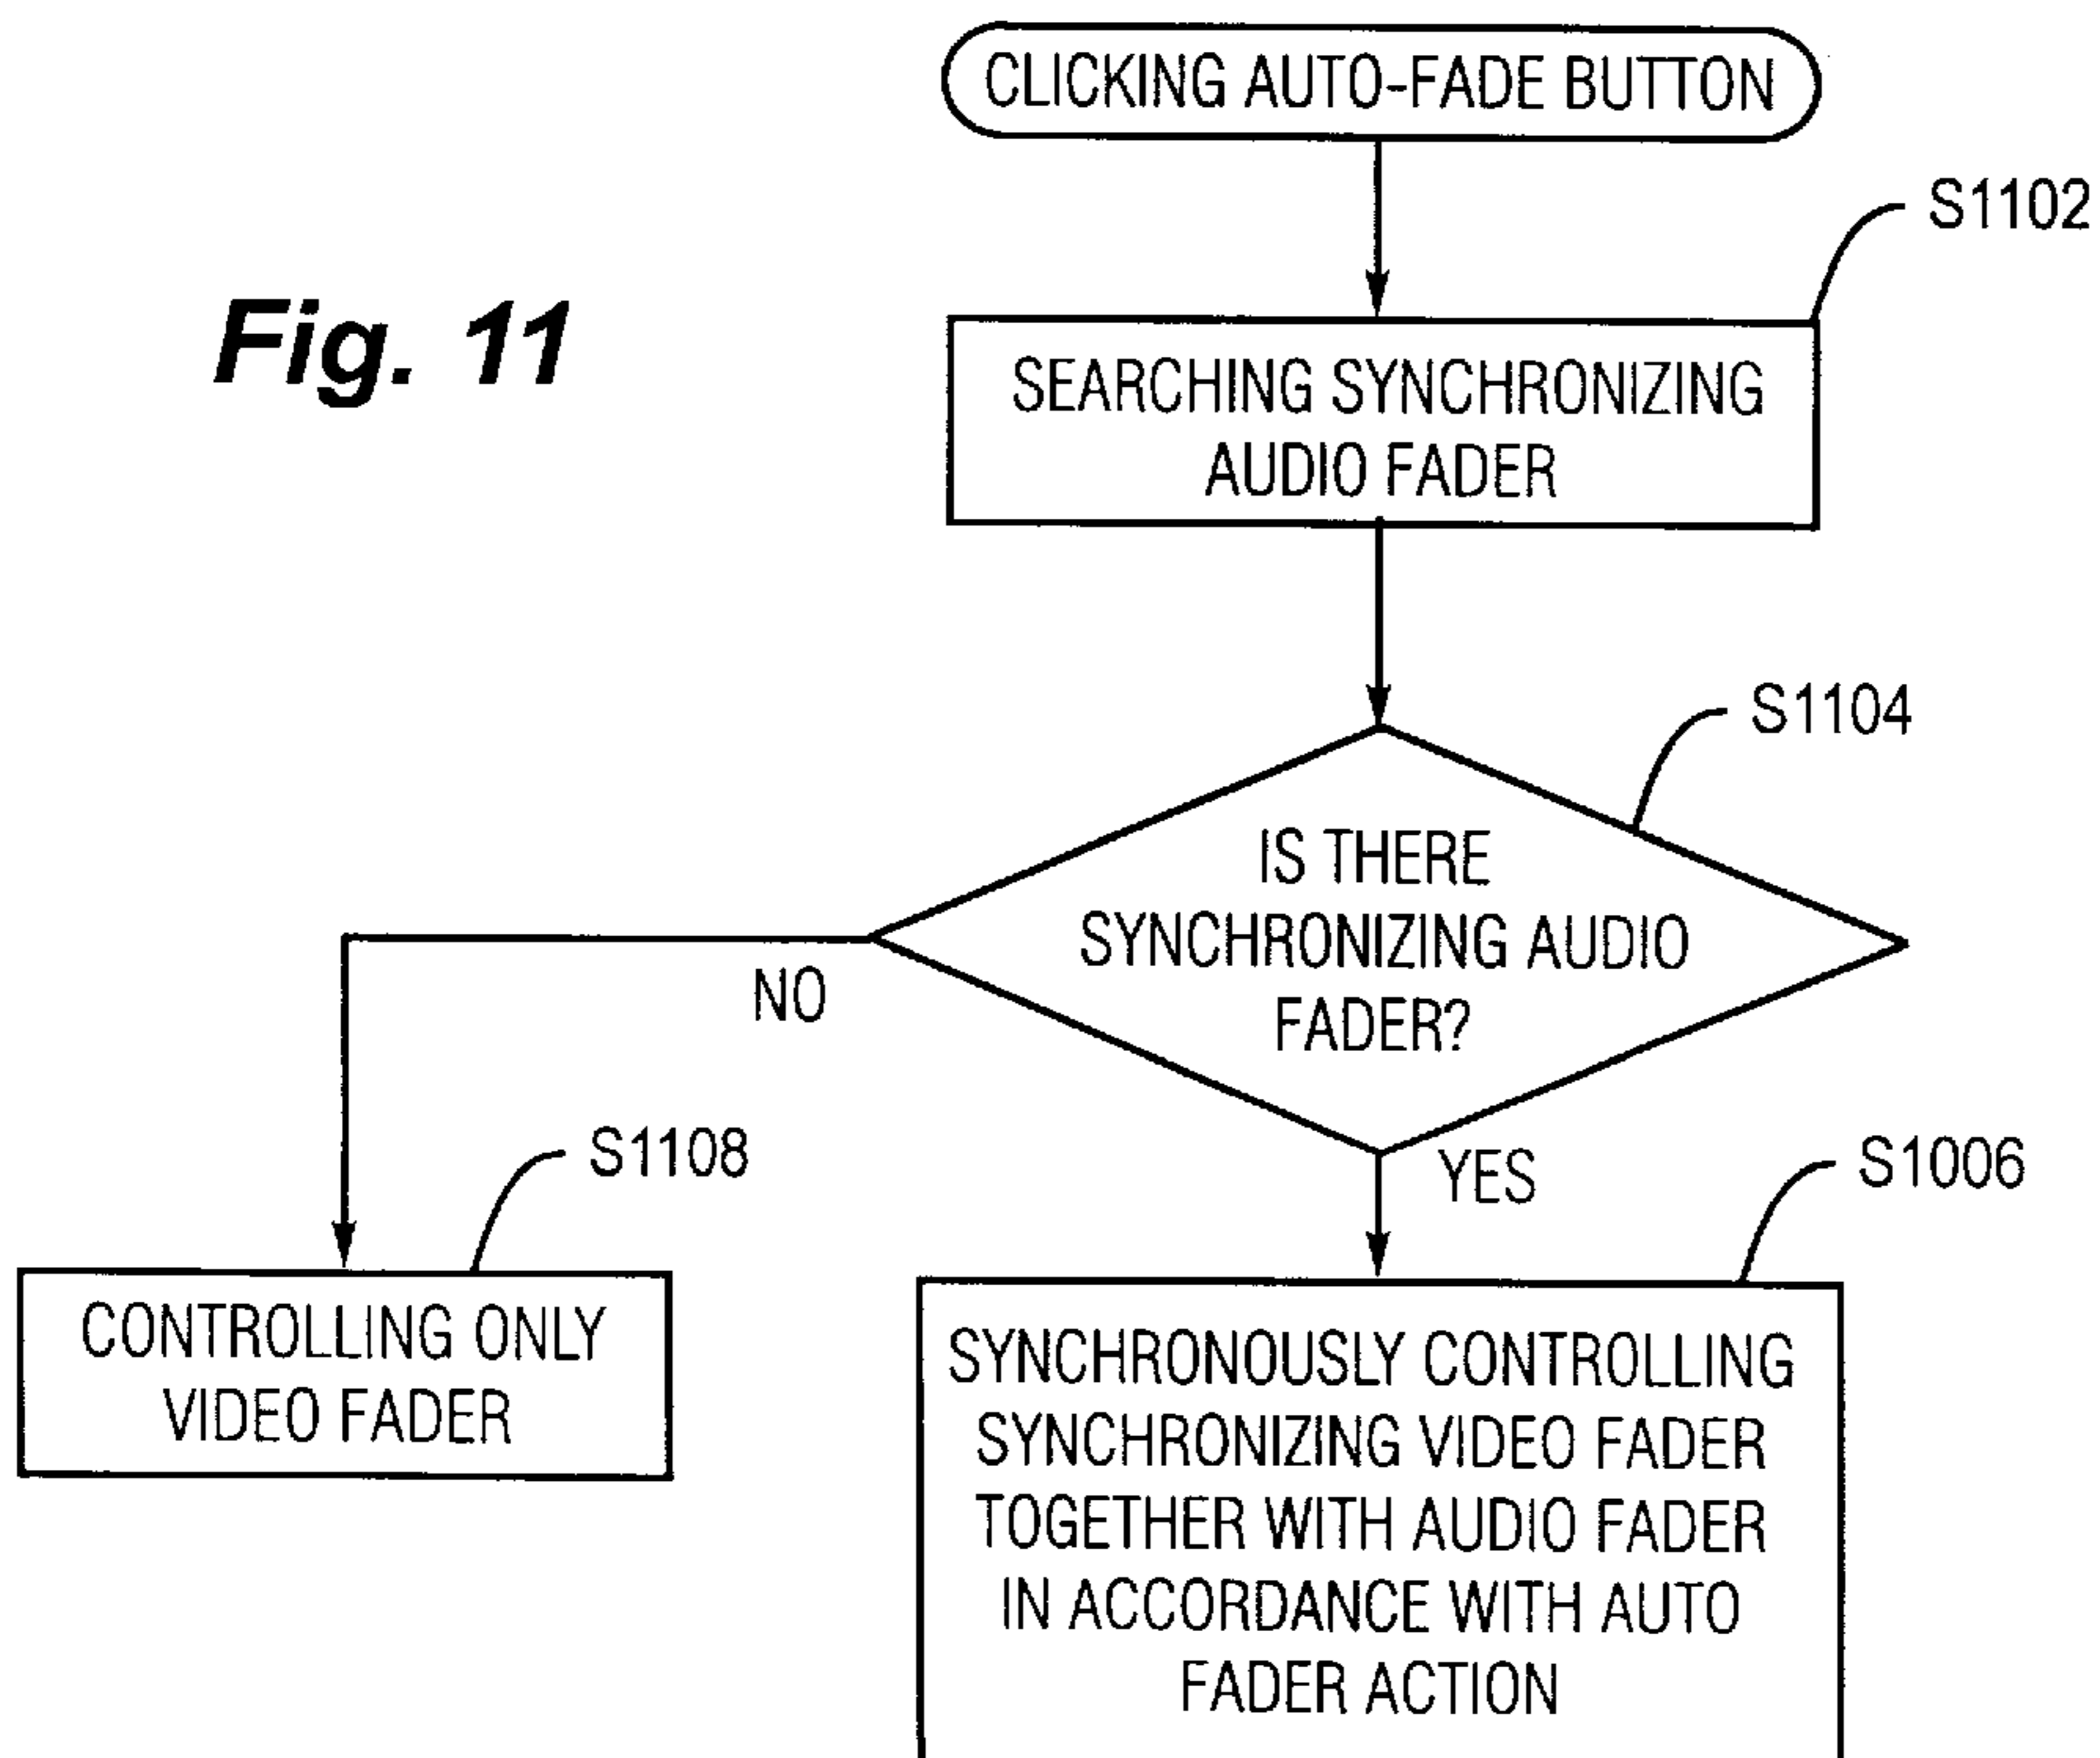 CLICKING AUTO-FADE BUTTON
S1102
Fig. 11
SEARCHING SYNCHRONIZING
AUDIO FADER
S1104
IS THERE
SYNCHRONIZING AUDIO
FADER?
NO
YES
S1108
S1006
CONTROLLING ONLY
VIDEO FADER
SYNCHRONOUSLY CONTROLLING
SYNCHRONIZING VIDEO FADER
TOGETHER WITH AUDIO FADER
IN ACCORDANCE WITH AUTO
FADER ACTION